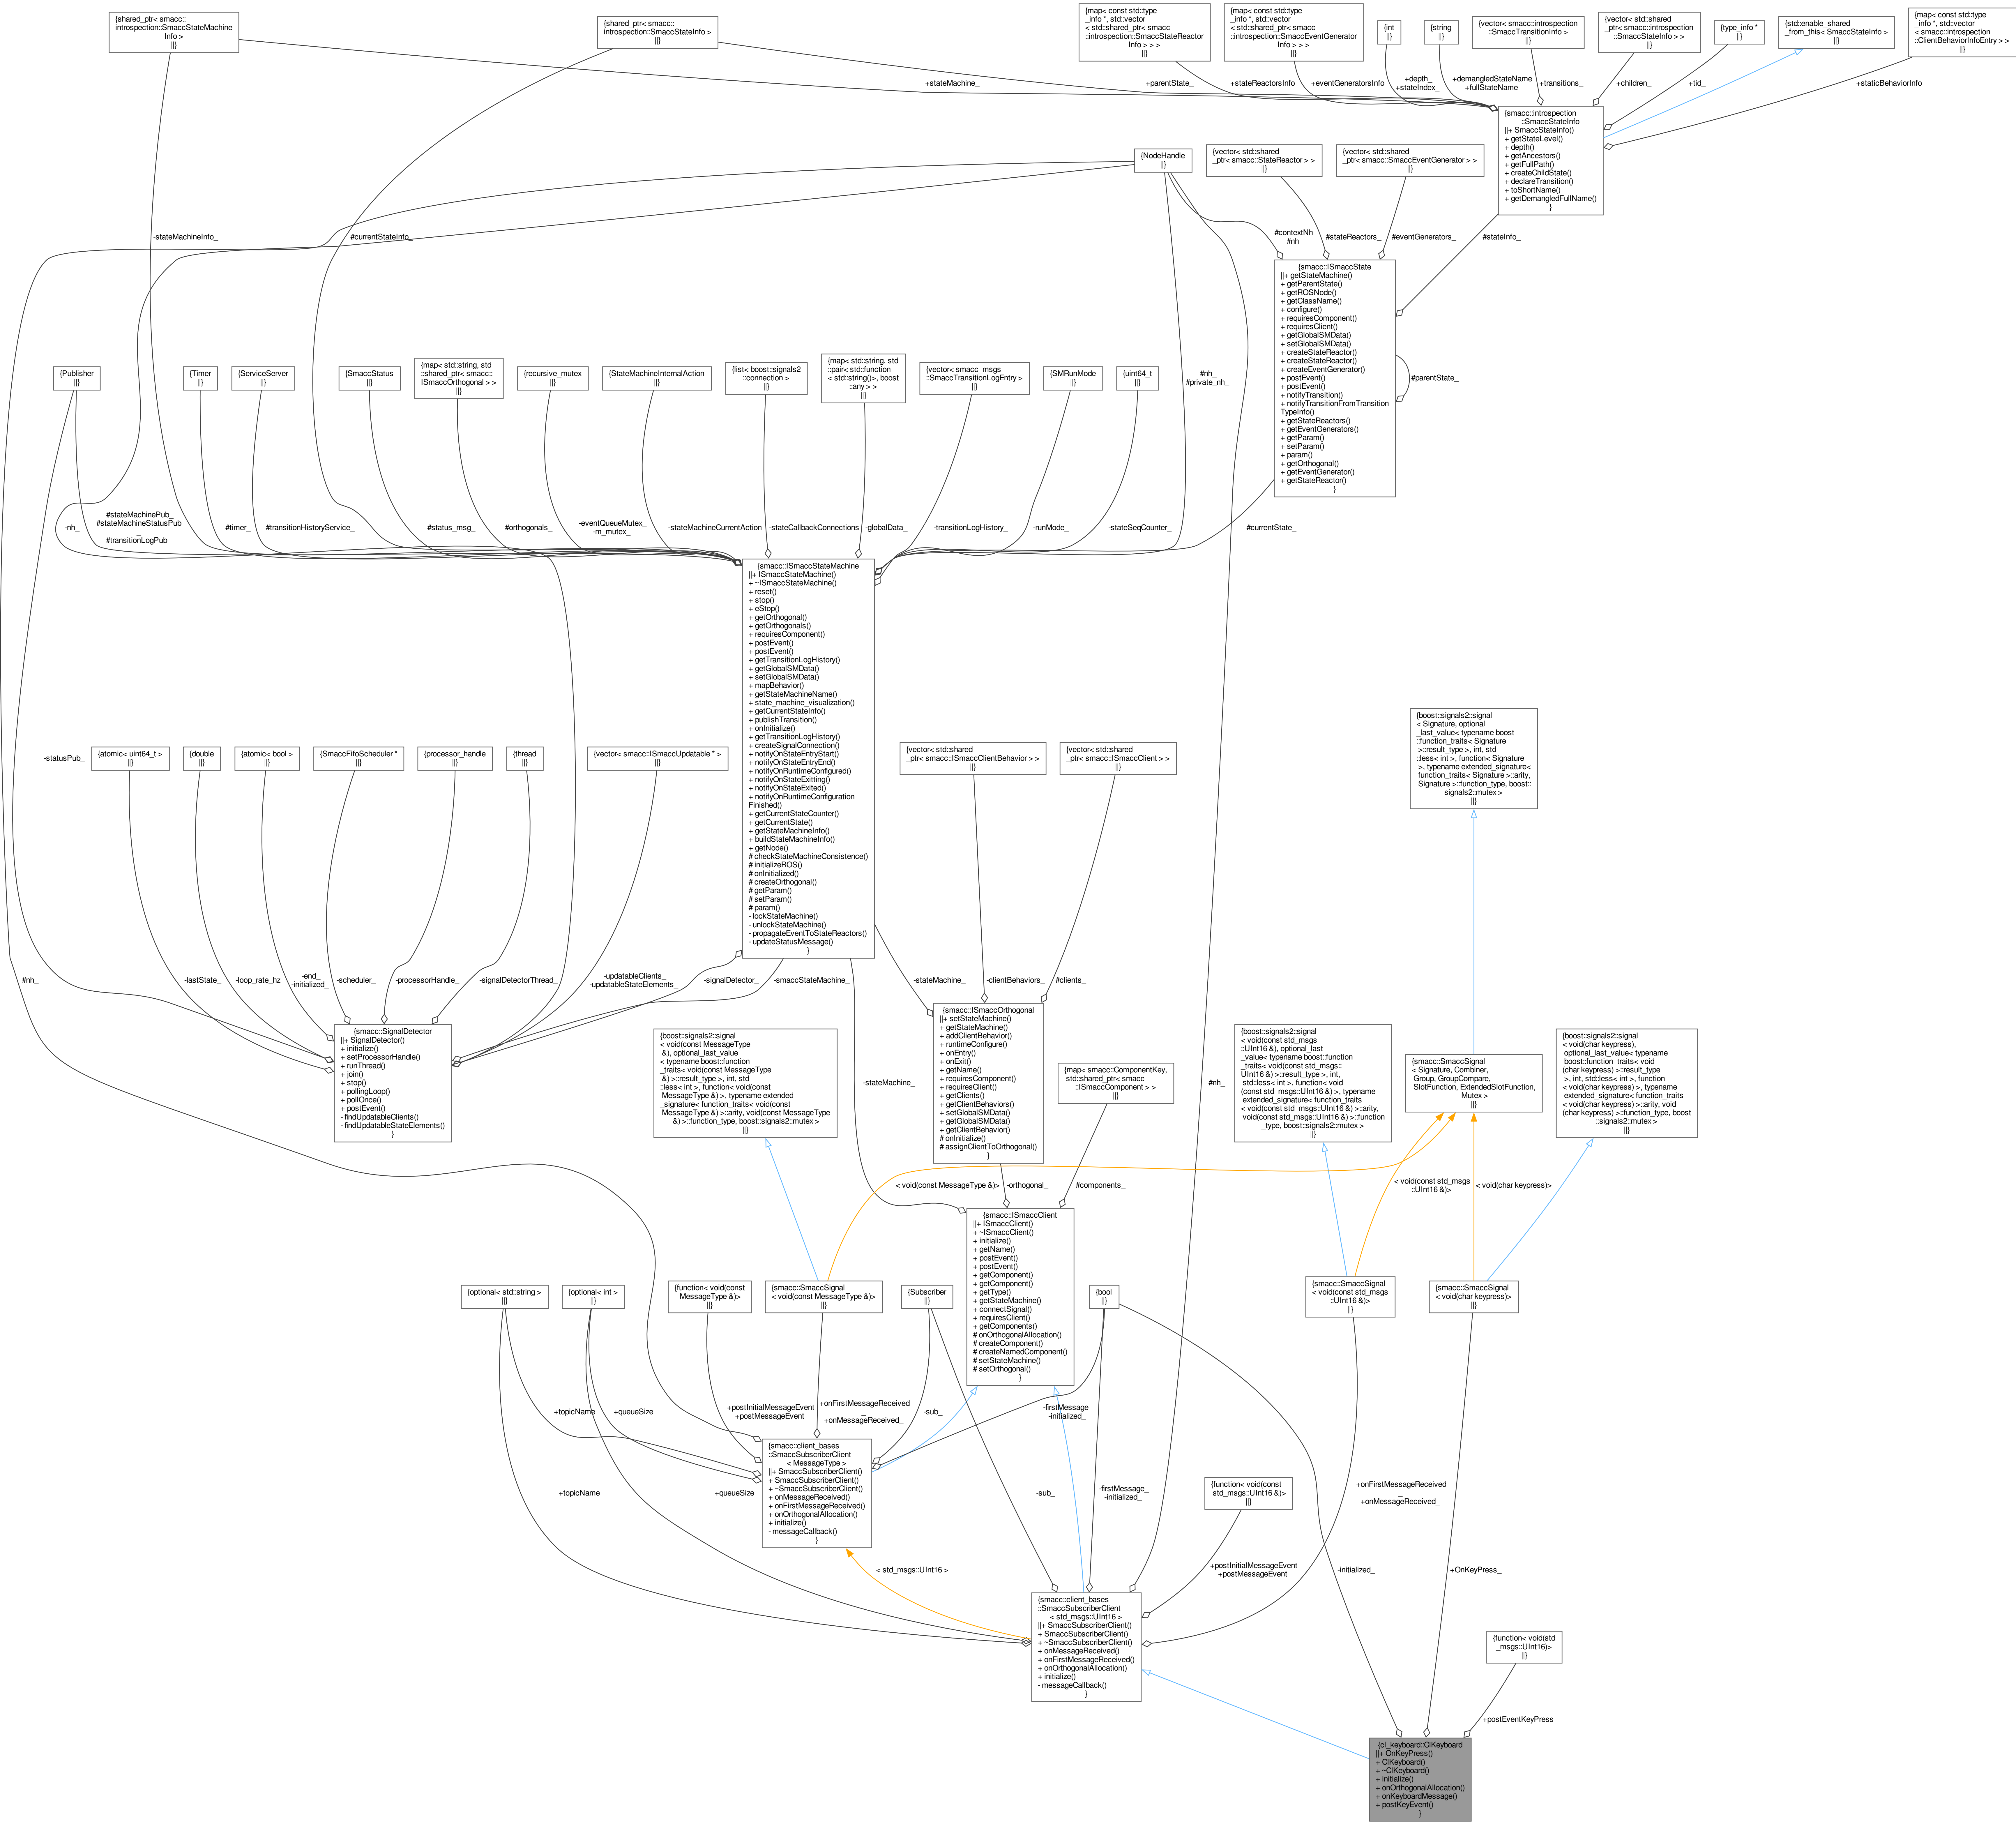 {shared_ptr< smacc::
introspection::SmaccStateMachine
Info >
||}
{shared_ptr< smacc::
introspection::SmaccStateInfo >
||}
{map< const std::type
_info *, std::vector
< std::shared_ptr< smacc
::introspection::SmaccStateReactor
Info > > >
||}
{map< const std::type
_info *, std::vector
< std::shared_ptr< smacc
::introspection::SmaccEventGenerator
Info > > >
||}
{int
||}
{string
||}
{vector< smacc::introspection
::SmaccTransitionInfo >
||}
{vector< std::shared
_ptr< smacc::introspection
::SmaccStateInfo > >
||}
{type_info *
||}
{std::enable_shared
_from_this< SmaccStateInfo >
||}
{map< const std::type
_info *, std::vector
< smacc::introspection
::ClientBehaviorInfoEntry > >
||}
+stateMachine_
+parentState_
+stateReactorsInfo
+eventGeneratorsInfo
+depth_
+stateIndex_
+demangledStateName
+fullStateName
+transitions_
+children_
+tid_
+staticBehaviorInfo
{smacc::introspection
::SmaccStateInfo
||+ SmaccStateInfo()
+ getStateLevel()
+ depth()
+ getAncestors()
+ getFullPath()
+ createChildState()
+ declareTransition()
+ toShortName()
+ getDemangledFullName()
}
{NodeHandle
||}
{vector< std::shared
_ptr< smacc::StateReactor > >
||}
{vector< std::shared
_ptr< smacc::SmaccEventGenerator > >
||}
-stateMachineInfo_
#currentStateInfo_
#contextNh
#nh
#stateReactors_
#eventGenerators_
#stateInfo_
{smacc::ISmaccState
||+ getStateMachine()
+ getParentState()
+ getROSNode()
+ getClassName()
+ configure()
+ requiresComponent()
+ requiresClient()
+ getGlobalSMData()
+ setGlobalSMData()
+ createStateReactor()
+ createStateReactor()
+ createEventGenerator()
+ postEvent()
+ postEvent()
+ notifyTransition()
+ notifyTransitionFromTransition
TypeInfo()
+ getStateReactors()
+ getEventGenerators()
+ getParam()
+ setParam()
+ param()
+ getOrthogonal()
+ getEventGenerator()
+ getStateReactor()
}
#parentState_
{Publisher
||}
{Timer
||}
{ServiceServer
||}
{SmaccStatus
||}
{map< std::string, std
::shared_ptr< smacc::
ISmaccOrthogonal > >
||}
{recursive_mutex
||}
{StateMachineInternalAction
||}
{list< boost::signals2
::connection >
||}
{map< std::string, std
::pair< std::function
< std::string()>, boost
::any > >
||}
{vector< smacc_msgs
::SmaccTransitionLogEntry >
||}
{SMRunMode
||}
{uint64_t
||}
#nh_
#private_nh_
-nh_
#stateMachinePub_
#stateMachineStatusPub
_
#transitionLogPub_
#timer_
#transitionHistoryService_
#status_msg_
#orthogonals_
-eventQueueMutex_
-m_mutex_
-stateMachineCurrentAction
-stateCallbackConnections
-globalData_
-transitionLogHistory_
-runMode_
-stateSeqCounter_
#currentState_
{smacc::ISmaccStateMachine
||+ ISmaccStateMachine()
+ ~ISmaccStateMachine()
+ reset()
+ stop()
+ eStop()
+ getOrthogonal()
+ getOrthogonals()
+ requiresComponent()
+ postEvent()
+ postEvent()
+ getTransitionLogHistory()
+ getGlobalSMData()
+ setGlobalSMData()
+ mapBehavior()
+ getStateMachineName()
+ state_machine_visualization()
+ getCurrentStateInfo()
+ publishTransition()
+ onInitialize()
+ getTransitionLogHistory()
+ createSignalConnection()
+ notifyOnStateEntryStart()
+ notifyOnStateEntryEnd()
+ notifyOnRuntimeConfigured()
+ notifyOnStateExitting()
+ notifyOnStateExited()
+ notifyOnRuntimeConfiguration
Finished()
+ getCurrentStateCounter()
+ getCurrentState()
+ getStateMachineInfo()
+ buildStateMachineInfo()
+ getNode()
# checkStateMachineConsistence()
# initializeROS()
# onInitialized()
# createOrthogonal()
# getParam()
# setParam()
# param()
- lockStateMachine()
- unlockStateMachine()
- propagateEventToStateReactors()
- updateStatusMessage()
}
-statusPub_
{atomic< uint64_t >
||}
{double
||}
{atomic< bool >
||}
{SmaccFifoScheduler *
||}
{processor_handle
||}
{thread
||}
{vector< smacc::ISmaccUpdatable * >
||}
{vector< std::shared
_ptr< smacc::ISmaccClientBehavior > >
||}
{vector< std::shared
_ptr< smacc::ISmaccClient > >
||}
{boost::signals2::signal
< Signature, optional
_last_value< typename boost
::function_traits< Signature
>::result_type >, int, std
::less< int >, function< Signature
>, typename extended_signature<
function_traits< Signature >::arity,
Signature >::function_type, boost::
signals2::mutex >
||}
#nh_
-lastState_
-loop_rate_hz
-end_
-initialized_
-scheduler_
-processorHandle_
-signalDetectorThread_
-updatableClients_
-updatableStateElements_
-signalDetector_
-smaccStateMachine_
-stateMachine_
-clientBehaviors_
#clients_
{smacc::SignalDetector
||+ SignalDetector()
+ initialize()
+ setProcessorHandle()
+ runThread()
+ join()
+ stop()
+ pollingLoop()
+ pollOnce()
+ postEvent()
- findUpdatableClients()
- findUpdatableStateElements()
}
{smacc::ISmaccOrthogonal
||+ setStateMachine()
+ getStateMachine()
+ addClientBehavior()
+ runtimeConfigure()
+ onEntry()
+ onExit()
+ getName()
+ requiresComponent()
+ requiresClient()
+ getClients()
+ getClientBehaviors()
+ setGlobalSMData()
+ getGlobalSMData()
+ getClientBehavior()
# onInitialize()
# assignClientToOrthogonal()
}
{boost::signals2::signal
< void(const MessageType
&), optional_last_value
< typename boost::function
_traits< void(const MessageType
&) >::result_type >, int, std
::less< int >, function< void(const
MessageType &) >, typename extended
_signature< function_traits< void(const
MessageType &) >::arity, void(const MessageType
&) >::function_type, boost::signals2::mutex >
||}
-stateMachine_
{map< smacc::ComponentKey,
std::shared_ptr< smacc
::ISmaccComponent > >
||}
#nh_
{boost::signals2::signal
< void(const std_msgs
::UInt16 &), optional_last
_value< typename boost::function
_traits< void(const std_msgs::
UInt16 &) >::result_type >, int,
std::less< int >, function< void
(const std_msgs::UInt16 &) >, typename
extended_signature< function_traits
< void(const std_msgs::UInt16 &) >::arity,
void(const std_msgs::UInt16 &) >::function
_type, boost::signals2::mutex >
||}
{smacc::SmaccSignal
< Signature, Combiner,
Group, GroupCompare,
SlotFunction, ExtendedSlotFunction,
Mutex >
||}
{boost::signals2::signal
< void(char keypress),
optional_last_value< typename
boost::function_traits< void
(char keypress) >::result_type
>, int, std::less< int >, function
< void(char keypress) >, typename
extended_signature< function_traits
< void(char keypress) >::arity, void
(char keypress) >::function_type, boost
::signals2::mutex >
||}
< void(const MessageType &)>
-orthogonal_
#components_
< void(const std_msgs
::UInt16 &)>
< void(char keypress)>
{smacc::ISmaccClient
||+ ISmaccClient()
+ ~ISmaccClient()
+ initialize()
+ getName()
+ postEvent()
+ postEvent()
+ getComponent()
+ getComponent()
+ getType()
+ getStateMachine()
+ connectSignal()
+ requiresClient()
+ getComponents()
# onOrthogonalAllocation()
# createComponent()
# createNamedComponent()
# setStateMachine()
# setOrthogonal()
}
{optional< std::string >
||}
{optional< int >
||}
{function< void(const
MessageType &)>
||}
{smacc::SmaccSignal
< void(const MessageType &)>
||}
{Subscriber
||}
{bool
||}
{smacc::SmaccSignal
< void(const std_msgs
::UInt16 &)>
||}
{smacc::SmaccSignal
< void(char keypress)>
||}
+topicName
+queueSize
+postInitialMessageEvent
+postMessageEvent
+onFirstMessageReceived
_
+onMessageReceived_
-sub_
-firstMessage_
-initialized_
{smacc::client_bases
::SmaccSubscriberClient
< MessageType >
||+ SmaccSubscriberClient()
+ SmaccSubscriberClient()
+ ~SmaccSubscriberClient()
+ onMessageReceived()
+ onFirstMessageReceived()
+ onOrthogonalAllocation()
+ initialize()
- messageCallback()
}
+topicName
+queueSize
-sub_
-firstMessage_
-initialized_
{function< void(const
std_msgs::UInt16 &)>
||}
+onFirstMessageReceived
_
+onMessageReceived_
< std_msgs::UInt16 >
+postInitialMessageEvent
+postMessageEvent
-initialized_
+OnKeyPress_
{smacc::client_bases
::SmaccSubscriberClient
< std_msgs::UInt16 >
||+ SmaccSubscriberClient()
+ SmaccSubscriberClient()
+ ~SmaccSubscriberClient()
+ onMessageReceived()
+ onFirstMessageReceived()
+ onOrthogonalAllocation()
+ initialize()
- messageCallback()
}
{function< void(std
_msgs::UInt16)>
||}
+postEventKeyPress
{cl_keyboard::ClKeyboard
||+ OnKeyPress()
+ ClKeyboard()
+ ~ClKeyboard()
+ initialize()
+ onOrthogonalAllocation()
+ onKeyboardMessage()
+ postKeyEvent()
}